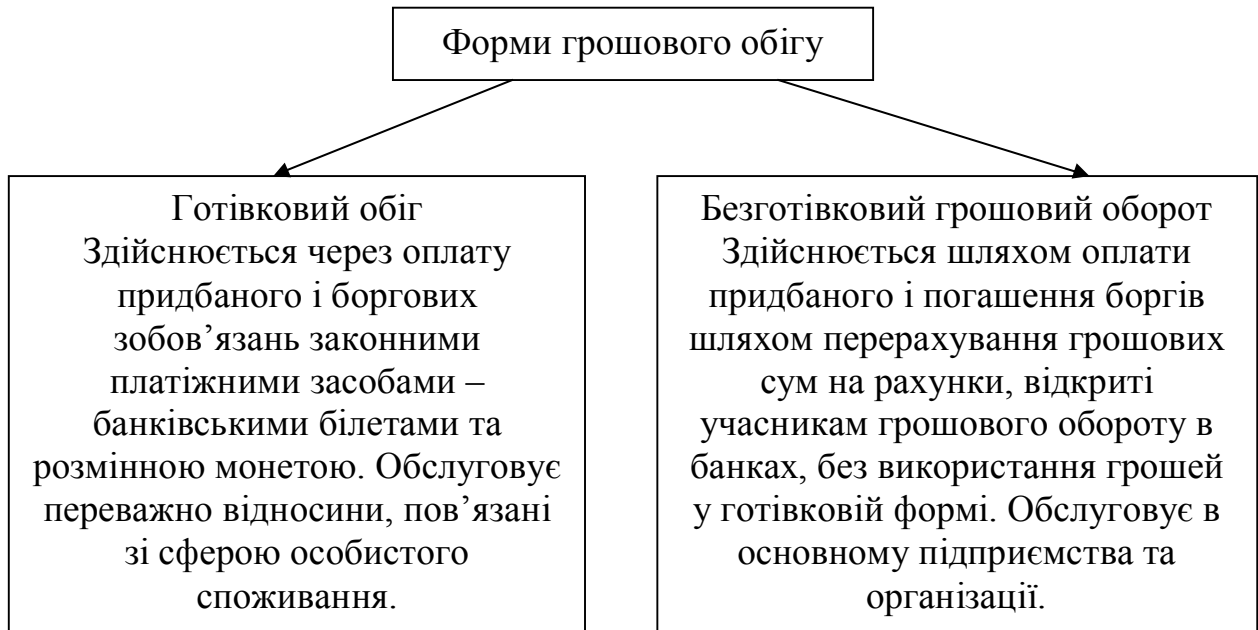 Форми грошового обігу
Готівковий обіг
Здійснюється через оплату
придбаного і боргових
зобов’язань законними
платіжними засобами –
банківськими білетами та
розмінною монетою. Обслуговує
переважно відносини, пов’язані
зі сферою особистого
споживання.
Безготівковий грошовий оборот
Здійснюється шляхом оплати
придбаного і погашення боргів
шляхом перерахування грошових
сум на рахунки, відкриті
учасникам грошового обороту в
банках, без використання грошей
у готівковій формі. Обслуговує в
основному підприємства та
організації.